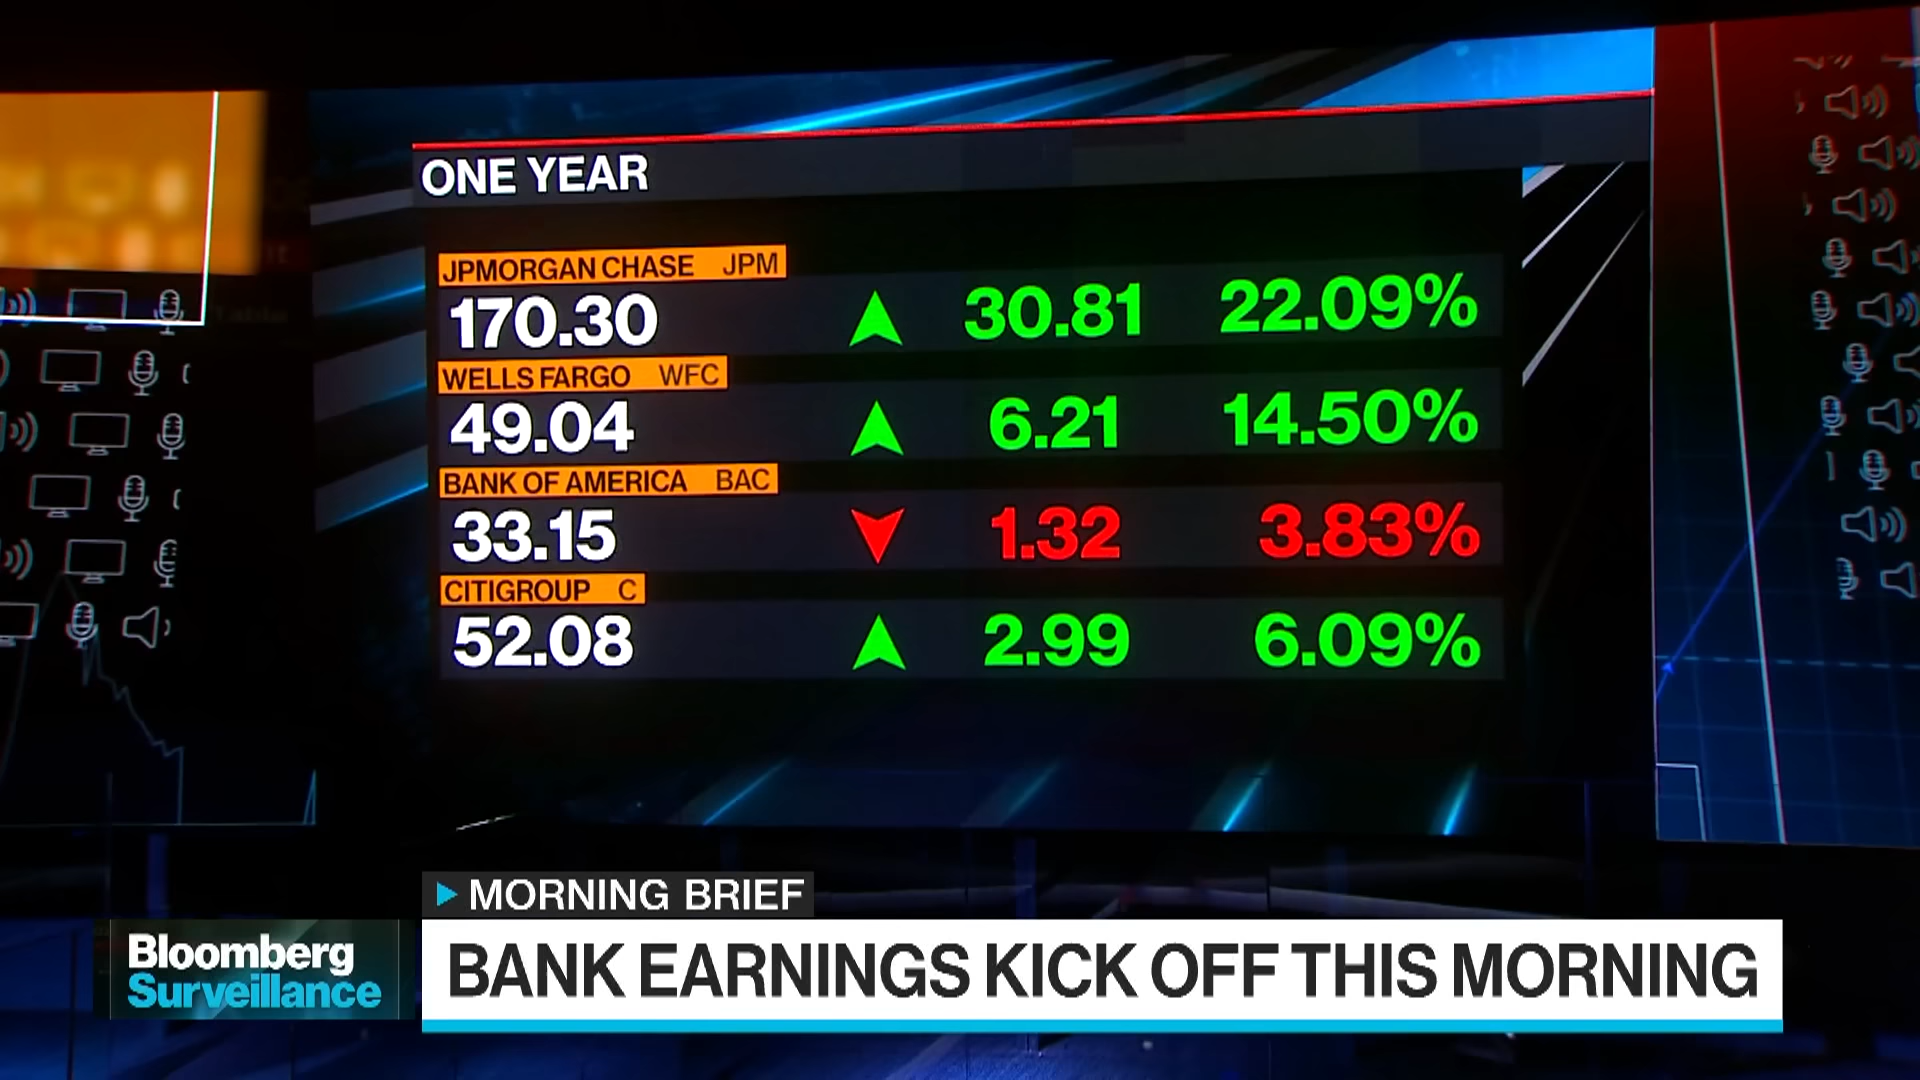 ONE YEAR
JPMORGAN CHASE JPM
170.30 30.81 22.09%
WELLS FARGO WFC
49.04 6.21 14.50%
BANK OF AMERICA BAC
33.15 1.32 3.83%
CITIGROUP C
52.08 2.99 6.09%
MORNING BRIEF
BANK EARNINGS KICK OFF THIS MORNING
Bloomberg
Surveillance